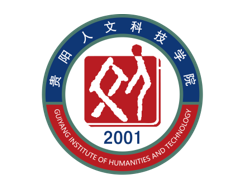 贵阳人文科技学院
2001
GUIYANG INSTITUTE OF HUMANITIES AND TECHNOLOGY